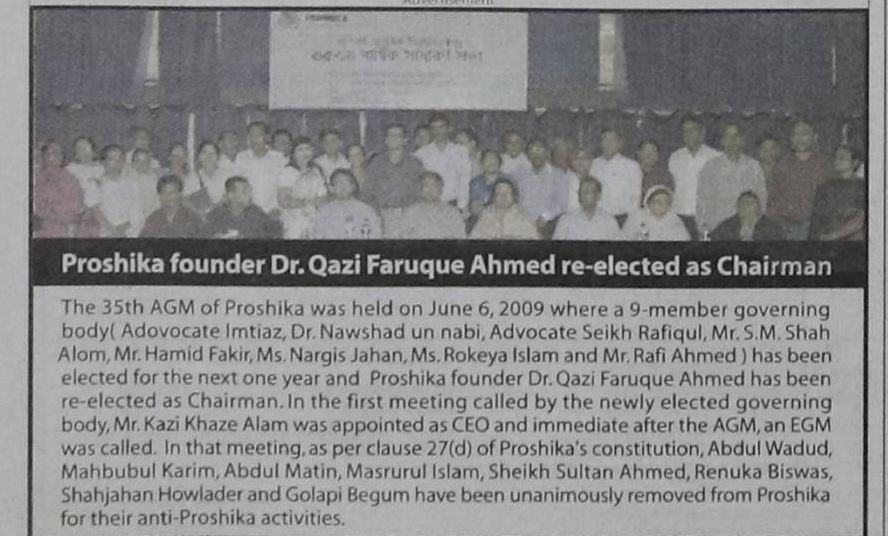 Advertisement
PROSHIKA
৩৫তম বার্ষিক সাধারণ সভা
Proshika founder Dr. Qazi Faruque Ahmed re-elected as Chairman
The 35th AGM of Proshika was held on June 6, 2009 where a 9-member governing
body( Adovocate Imtiaz, Dr. Nawshad un nabi, Advocate Seikh Rafiqul, Mr. S.M. Shah
Alom, Mr. Hamid Fakir, Ms. Nargis Jahan, Ms. Rokeya Islam and Mr. Rafi Ahmed ) has been
elected for the next one year and Proshika founder Dr. Qazi Faruque Ahmed has been
re-elected as Chairman. In the first meeting called by the newly elected governing
body, Mr. Kazi Khaze Alam was appointed as CEO and immediate after the AGM, an EGM
was called. In that meeting, as per clause 27(d) of Proshika's constitution, Abdul Wadud,
Mahbubul Karim, Abdul Matin, Masrurul Islam, Sheikh Sultan Ahmed, Renuka Biswas,
Shahjahan Howlader and Golapi Begum have been unanimously removed from Proshika
for their anti-Proshika activities.